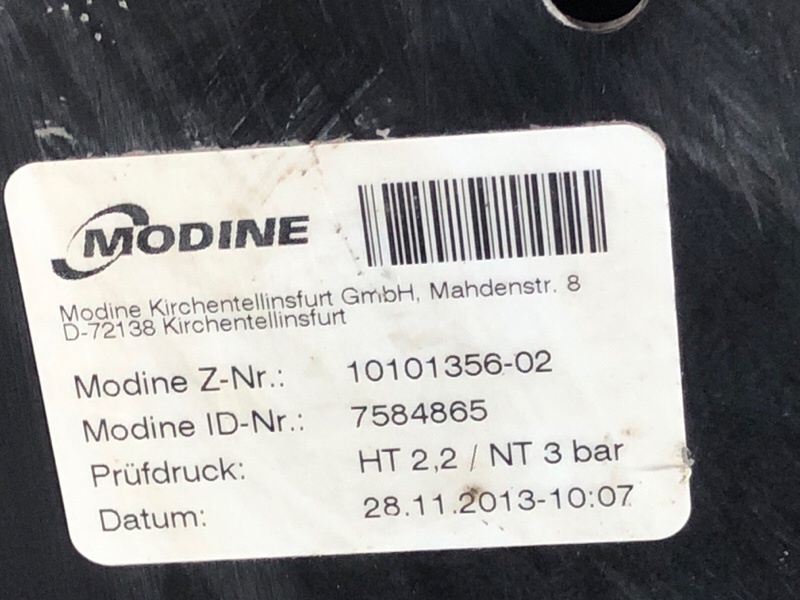 MODINE
Modine Kirchentellinsfurt GmbH, Mahdenstr. 8
D-72138 Kirchentellinsfurt
Modine Z-Nr.: 10101356-02
Modine ID-Nr.: 7584865
Prüfdruck: HT 2,2 / NT 3 bar
Datum: 28.11.2013-10:07